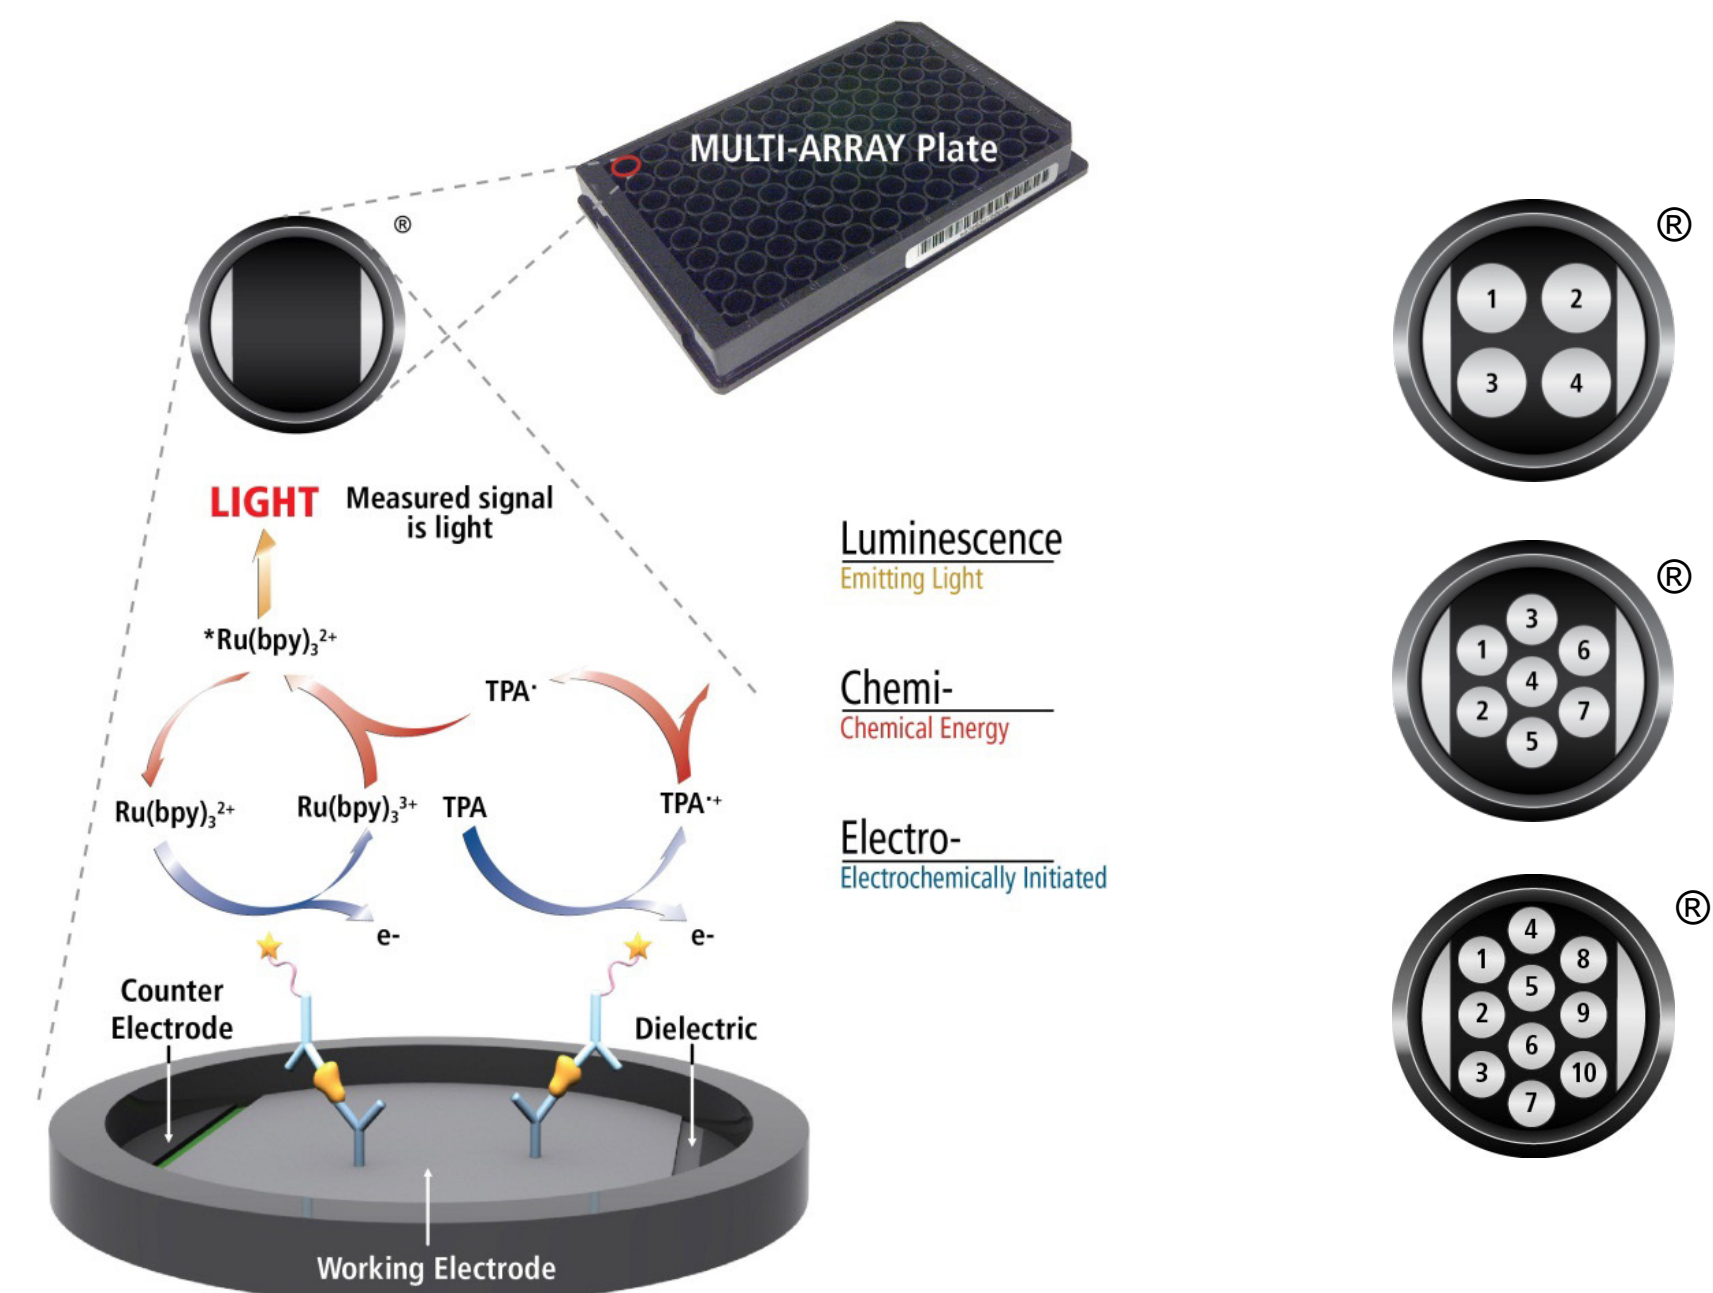 MULTI-ARRAY Plate
®
LIGHT
Measured signal
is light
*Ru(bpy)₃²⁺
TPA·
Ru(bpy)₃²⁺
Ru(bpy)₃³⁺
TPA
TPA·⁺
e-
e-
Counter
Electrode
Dielectric
Working Electrode
Luminescence
Emitting Light
Chemi-
Chemical Energy
Electro-
Electrochemically Initiated
®
1 2
3 4
®
3
1 6
4
2 7
5
®
4
1 8
5
2 9
6
3 10
7